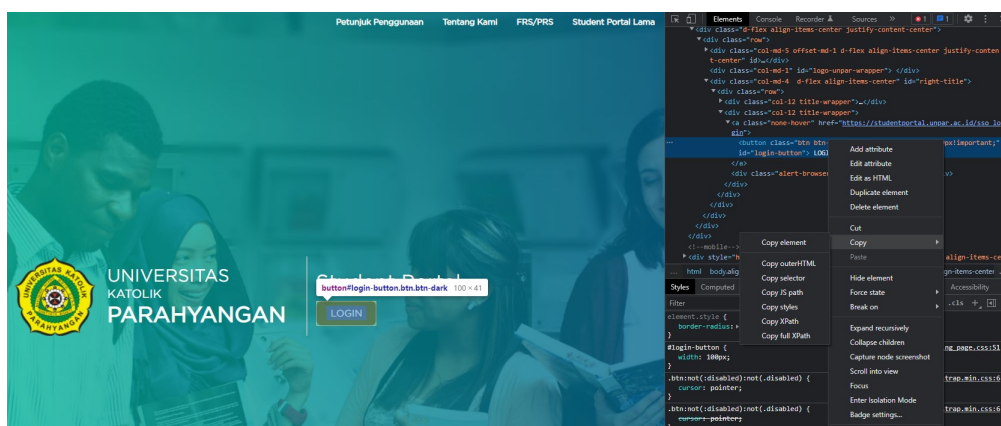 Petunjuk Penggunaan Tentang Kami FRS/PRS Student Portal Lama
UNIVERSITAS
KATOLIK
PARAHYANGAN
button#login-button.btn.btn-dark 100 × 41
LOGIN
Elements Console Recorder Sources » 1 1
<div class="d-flex align-items-center justify-content-center">
<div class="row">
<div class="col-md-5 offset-md-1 d-flex align-items-center justify-conten
t-center" id>…</div>
<div class="col-md-1" id="logo-unpar-wrapper"> </div>
<div class="col-md-4 d-flex align-items-center" id="right-title">
<div class="row">
<div class="col-12 title-wrapper">…</div>
<div class="col-12 title-wrapper">
<a class="none-hover" href="https://studentportal.unpar.ac.id/sso_lo
gin">
<button class="btn btn- px!important;"
id="login-button"> LOGI
</a>
<div class="alert-browser
</div>
</div>
</div>
</div>
</div>
<!--mobile-->
<div style="h align-items-ce
… html body.alig gn-items-center
Styles Computed Accessibility
Filter .cls +
element.style {
border-radius:
}
#login-button { ng_page.css:51
width: 100px;
}
.btn:not(:disabled):not(.disabled) { trap.min.css:6
cursor: pointer;
}
.btn:not(:disabled):not(.disabled) { trap.min.css:6
cursor: pointer;
Add attribute
Edit attribute
Edit as HTML
Duplicate element
Delete element
Cut
Copy
Paste
Hide element
Force state
Break on
Expand recursively
Collapse children
Capture node screenshot
Scroll into view
Focus
Enter Isolation Mode
Badge settings...
Copy element
Copy outerHTML
Copy selector
Copy JS path
Copy styles
Copy XPath
Copy full XPath